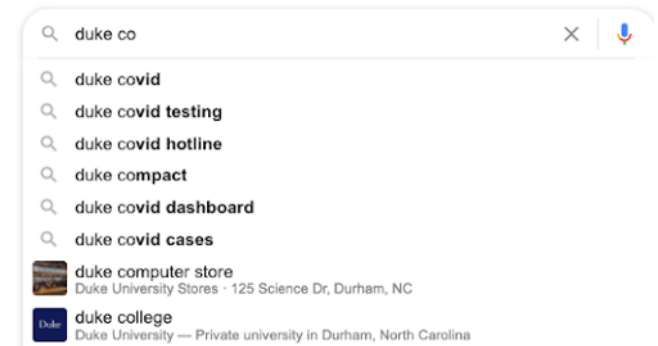 duke co
duke covid
duke covid testing
duke covid hotline
duke compact
duke covid dashboard
duke covid cases
duke computer store
Duke University Stores · 125 Science Dr, Durham, NC
Duke
duke college
Duke University — Private university in Durham, North Carolina